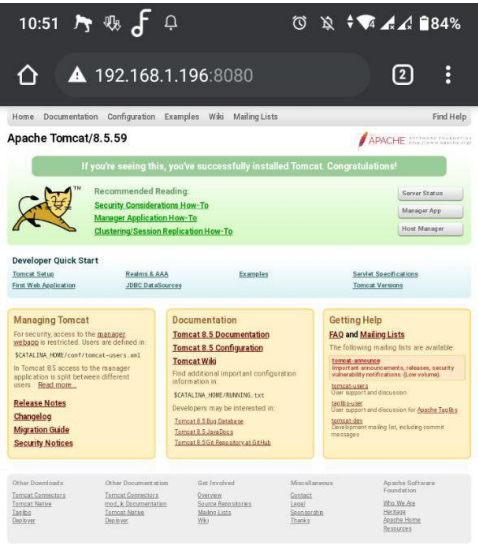 10:51
84%
192.168.1.196:8080
2
Home Documentation Configuration Examples Wiki Mailing Lists Find Help
Apache Tomcat/8.5.59
APACHE
If you're seeing this, you've successfully installed Tomcat. Congratulations!
TM
Recommended Reading:
Security Considerations How-To
Manager Application How-To
Clustering/Session Replication How-To
Server Status
Manager App
Host Manager
Developer Quick Start
Tomcat Setup
First Web Application
Realms & AAA
JDBC DataSources
Examples
Servlet Specifications
Tomcat Versions
Managing Tomcat
For security, access to the manager
webapp is restricted. Users are defined in:
$CATALINA_HOME/conf/tomcat-users.xml
In Tomcat 8.5 access to the manager
application is split between different
users. Read more...
Release Notes
Changelog
Migration Guide
Security Notices
Documentation
Tomcat 8.5 Documentation
Tomcat 8.5 Configuration
Tomcat Wiki
Find additional important configuration
information in:
$CATALINA_HOME/RUNNING.txt
Developers may be interested in:
Tomcat 8.5 Bug Database
Tomcat 8.5 JavaDocs
Tomcat 8.5 Git Repository at GitHub
Getting Help
FAQ and Mailing Lists
The following mailing lists are available:
tomcat-announce
Important announcements, releases, security
vulnerability notifications. (Low volume).
tomcat-users
User support and discussion
taglibs-user
User support and discussion for Apache Taglibs
tomcat-dev
Development mailing list, including commit
messages
Other Downloads
Tomcat Connectors
Tomcat Native
Taglibs
Deployer
Other Documentation
Tomcat Connectors
mod_jk Documentation
Tomcat Native
Deployer
Get Involved
Overview
Source Repositories
Mailing Lists
Wiki
Miscellaneous
Contact
Legal
Sponsorship
Thanks
Apache Software
Foundation
Who We Are
Heritage
Apache Home
Resources